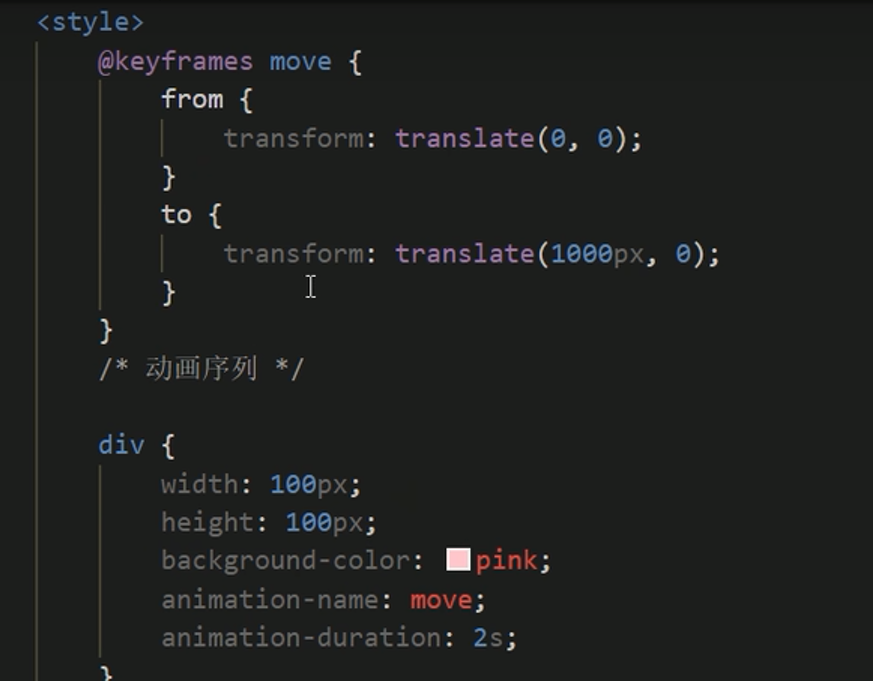 <style>
@keyframes move {
from {
transform: translate(0, 0);
}
to {
transform: translate(1000px, 0);
}
}
/* 动画序列 */
div {
width: 100px;
height: 100px;
background-color: pink;
animation-name: move;
animation-duration: 2s;
}